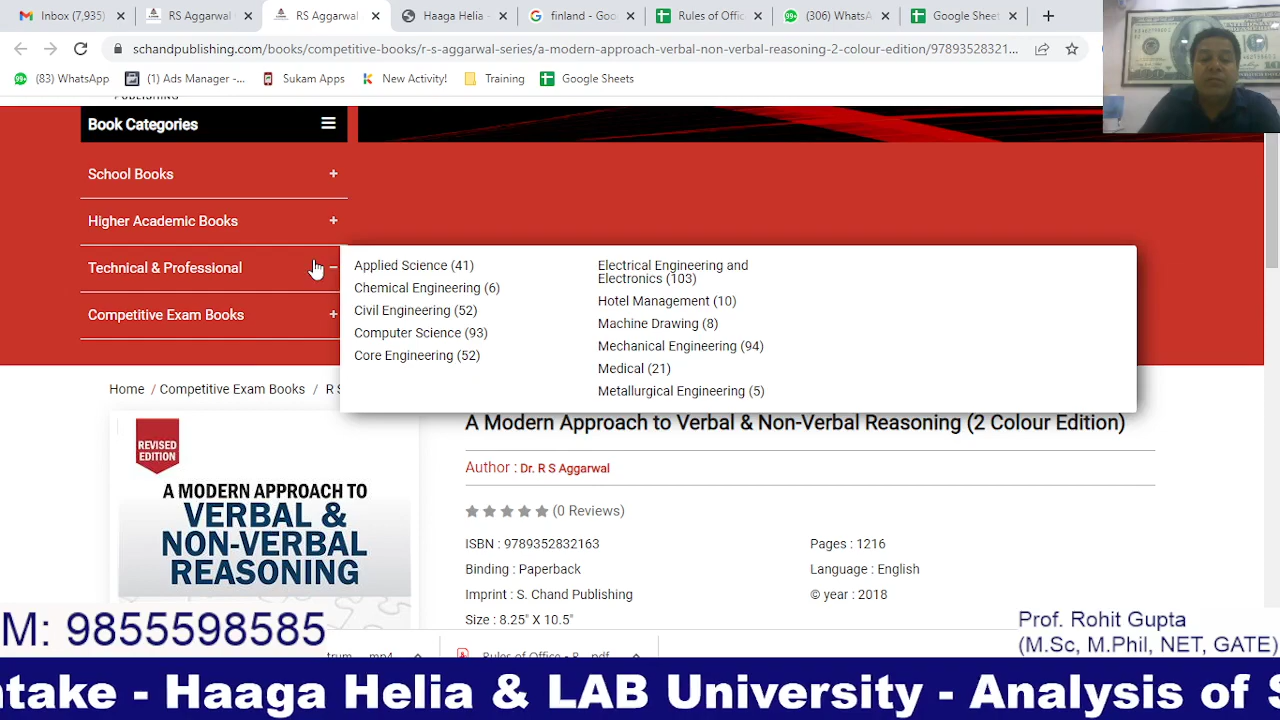 Inbox (7,935)
RS Aggarwal
RS Aggarwal
Haaga Helia -
Rules of Offic
(306) WhatsA
Google Sheet
schandpublishing.com/books/competitive-books/r-s-aggarwal-series/a-modern-approach-verbal-non-verbal-reasoning-2-colour-edition/97893528321...
(83) WhatsApp
(1) Ads Manager -...
Sukam Apps
New Activity!
Training
Google Sheets
Book Categories
School Books
Higher Academic Books
Technical & Professional
Competitive Exam Books
Applied Science (41)
Chemical Engineering (6)
Civil Engineering (52)
Computer Science (93)
Core Engineering (52)
Electrical Engineering and
Electronics (103)
Hotel Management (10)
Machine Drawing (8)
Mechanical Engineering (94)
Medical (21)
Metallurgical Engineering (5)
Home / Competitive Exam Books / R S
REVISED
EDITION
A MODERN APPROACH TO
VERBAL &
NON-VERBAL
REASONING
A Modern Approach to Verbal & Non-Verbal Reasoning (2 Colour Edition)
Author : Dr. R S Aggarwal
(0 Reviews)
ISBN : 9789352832163
Pages : 1216
Binding : Paperback
Language : English
Imprint : S. Chand Publishing
© year : 2018
Size : 8.25" X 10.5"
M: 9855598585
Prof. Rohit Gupta
(M.Sc, M.Phil, NET, GATE)
Rules of Office - R....pdf
ntake - Haaga Helia & LAB University - Analysis of S